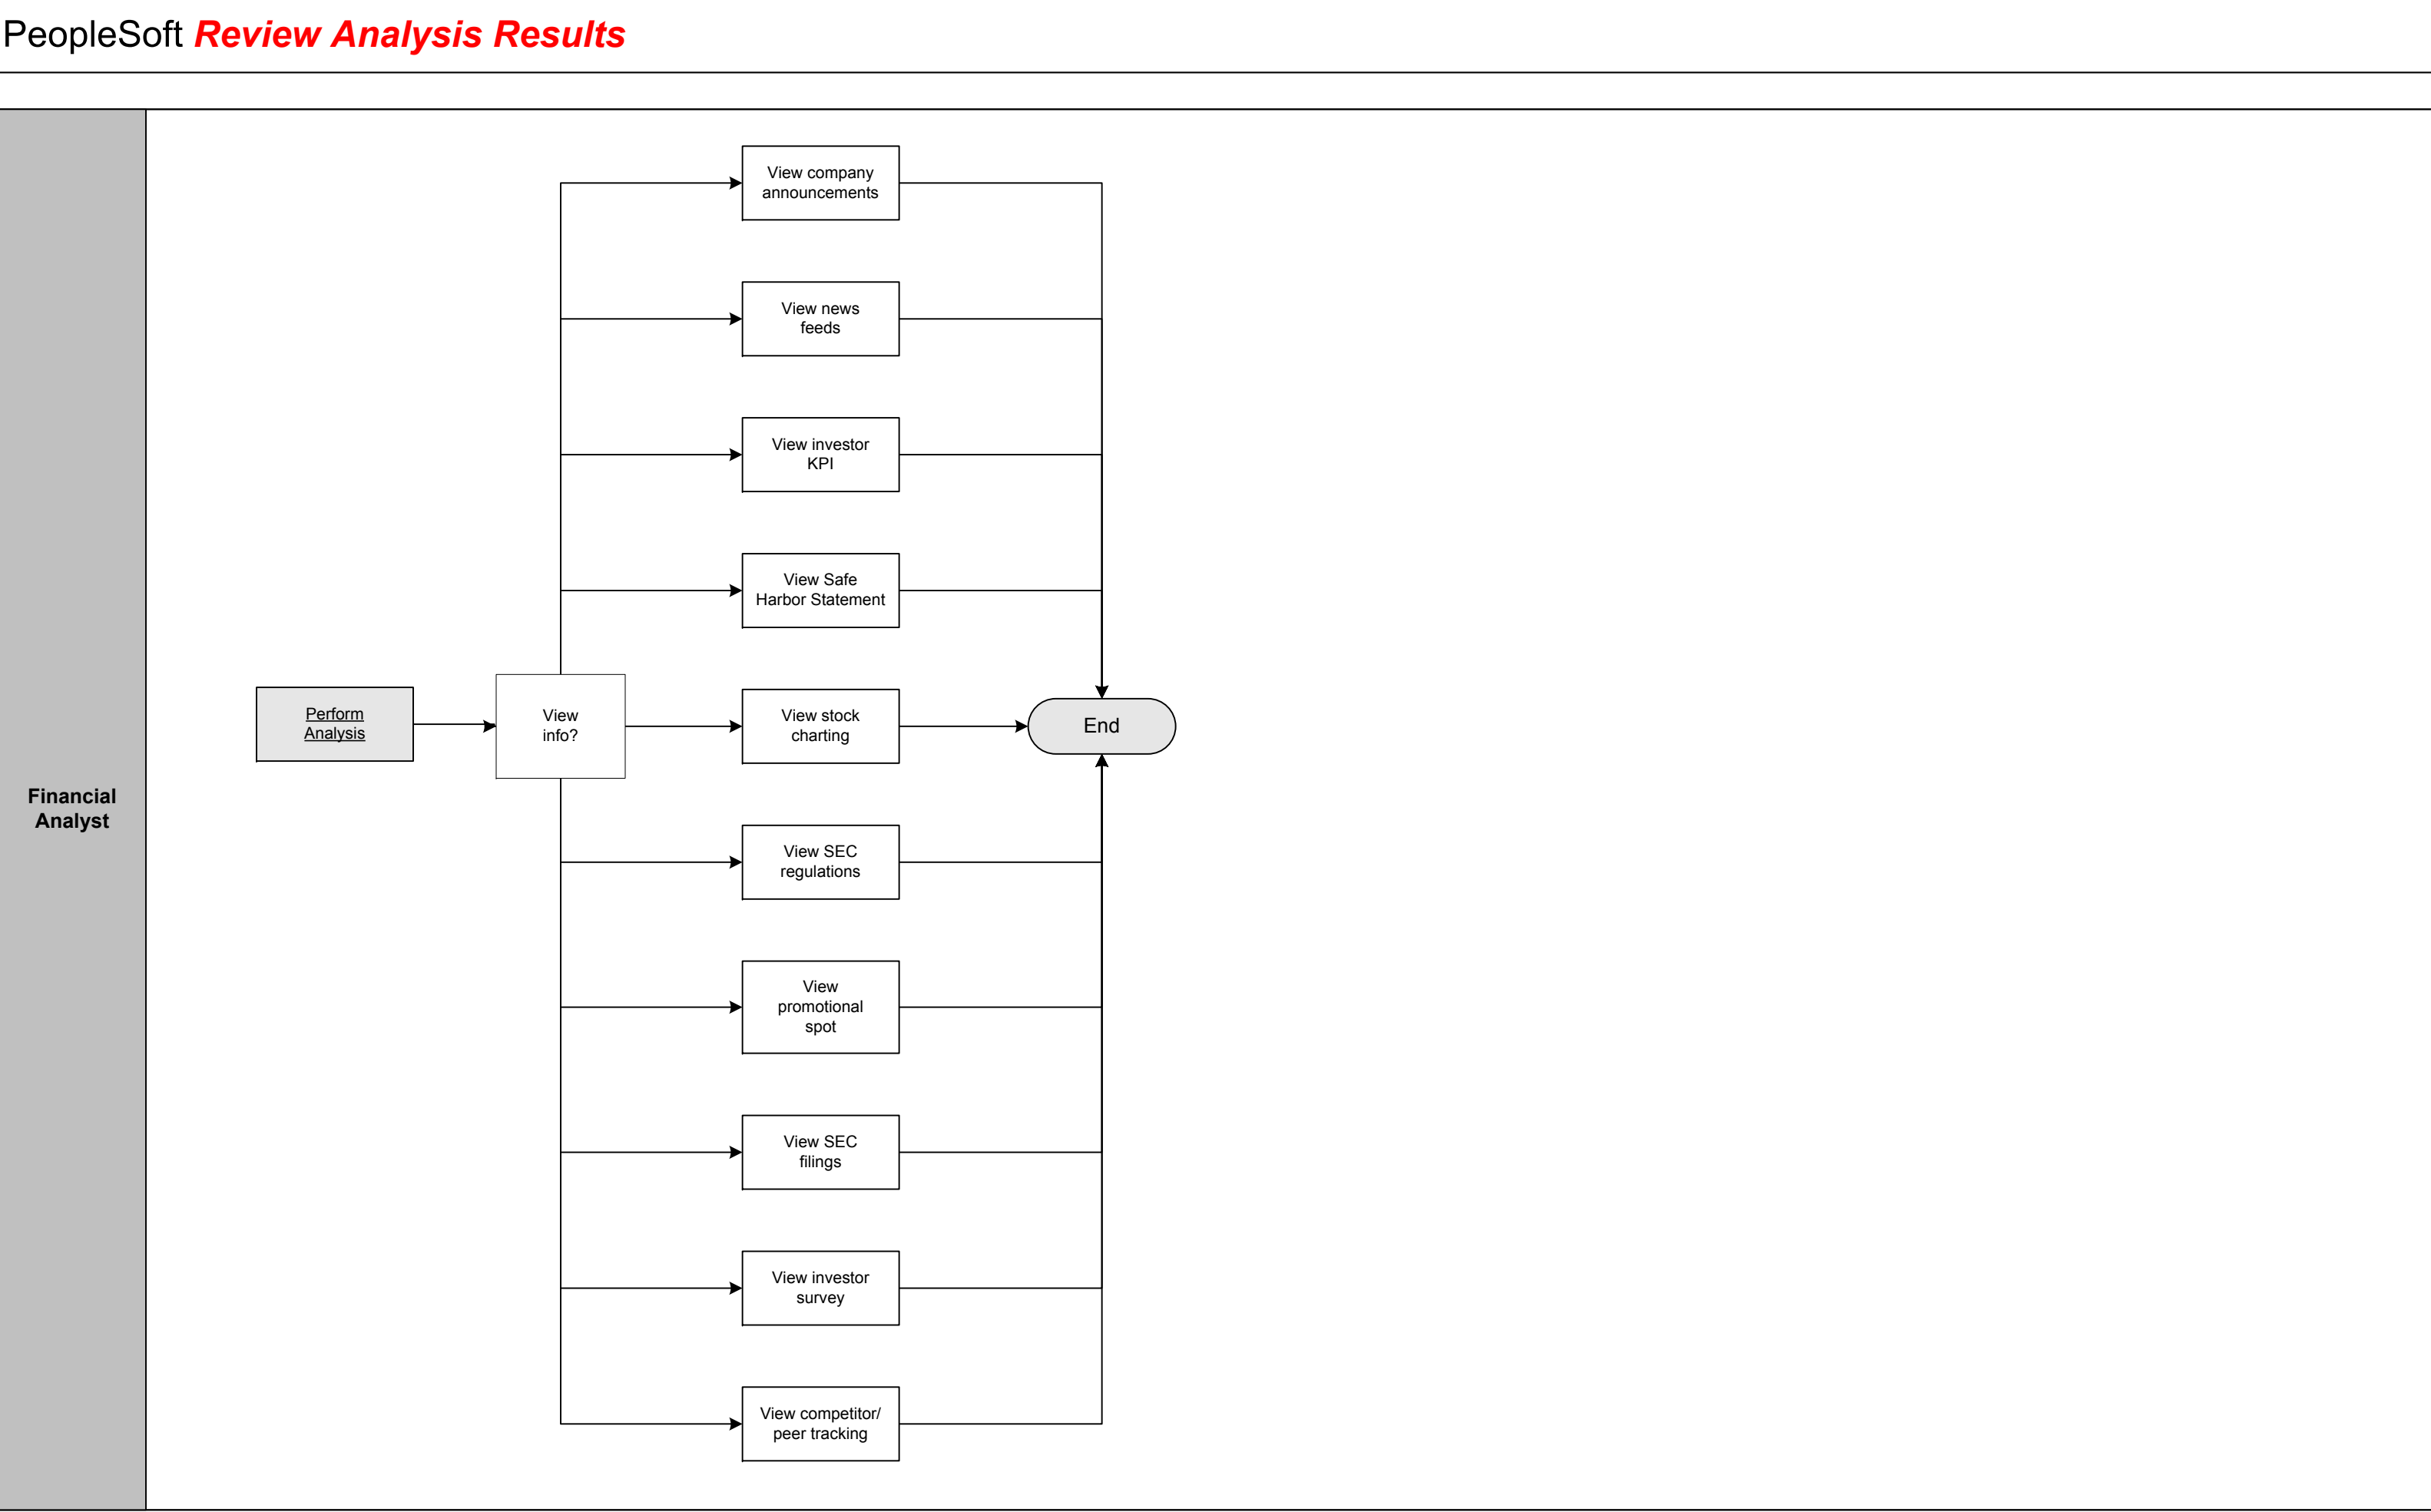 PeopleSoft Review Analysis Results
View company
announcements
View news
feeds
View investor
KPI
View Safe
Harbor Statement
Perform
Analysis
View
info?
View stock
charting
End
Financial
Analyst
View SEC
regulations
View
promotional
spot
View SEC
filings
View investor
survey
View competitor/
peer tracking